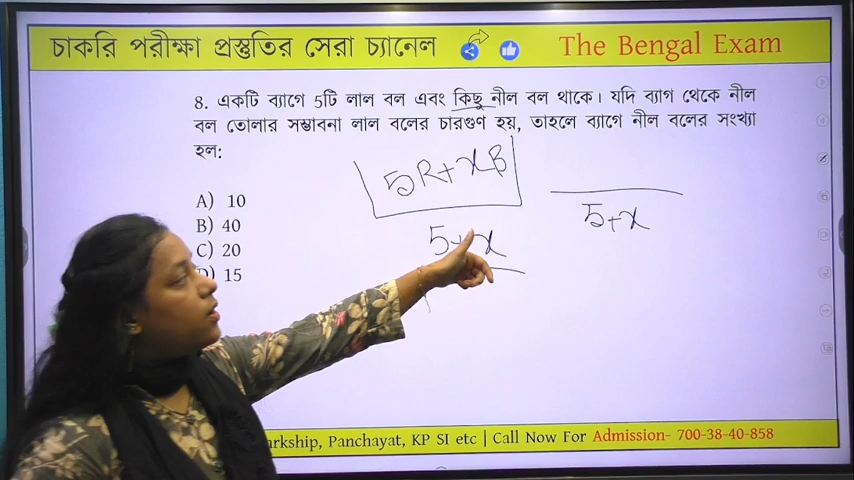 চাকরি পরীক্ষা প্রস্তুতির সেরা চ্যানেল The Bengal Exam
8. একটি ব্যাগে 5টি লাল বল এবং কিছু নীল বল থাকে। যদি ব্যাগ থেকে নীল
বল তোলার সম্ভাবনা লাল বলের চারগুণ হয়, তাহলে ব্যাগে নীল বলের সংখ্যা
হল:
5R+xB
5+x
5+x
A) 10
B) 40
C) 20
D) 15
arkship, Panchayat, KP SI etc | Call Now For Admission- 700-38-40-858